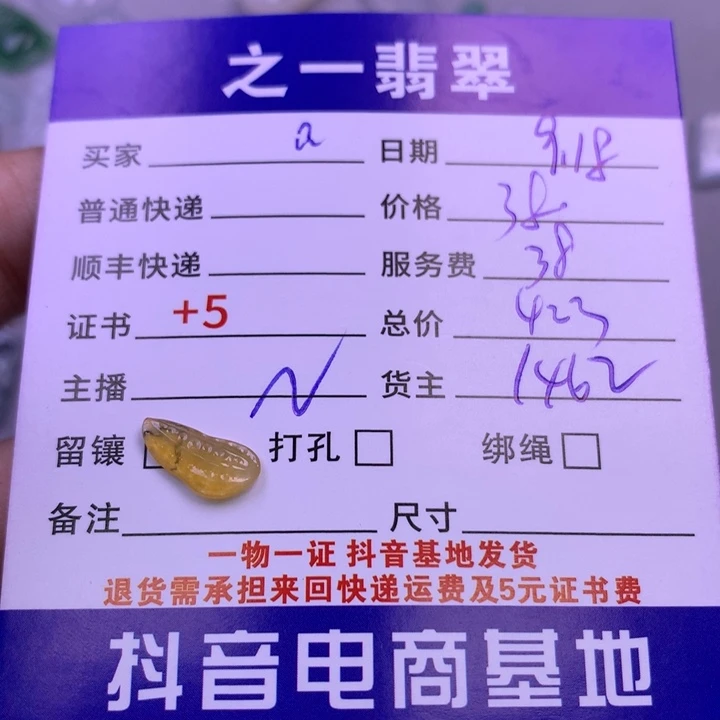 之一翡翠
买家 a 日期 9.18
普通快递 价格
顺丰快递 服务费 38
证书 +5 总价 423
主播 货主 1462
留镶 打孔 绑绳
备注 尺寸
一物一证 抖音基地发货
退货需承担来回快递运费及5元证书费
抖音电商基地